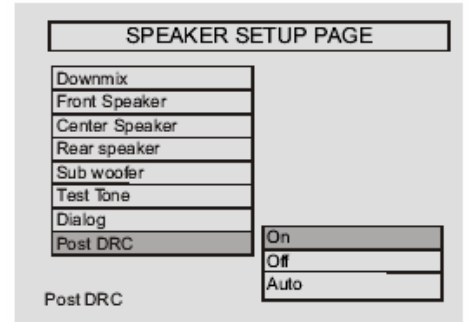 SPEAKER SETUP PAGE
Downmix
Front Speaker
Center Speaker
Rear speaker
Sub woofer
Test Tone
Dialog
Post DRC
On
Off
Auto
Post DRC